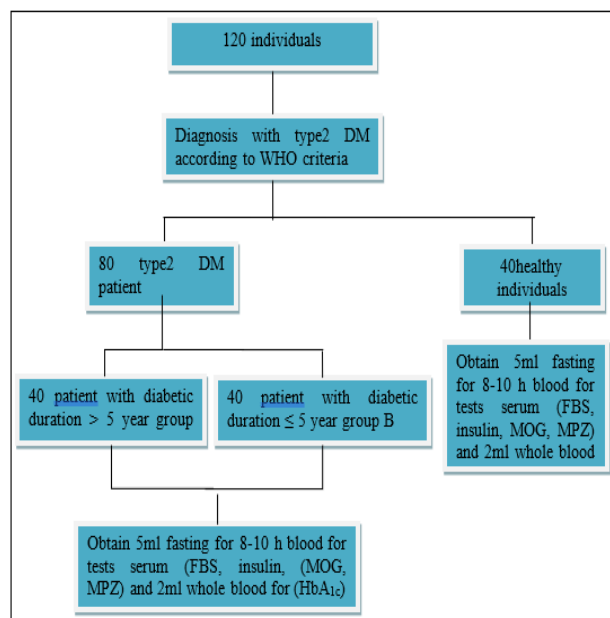 120 individuals
Diagnosis with type2 DM
according to WHO criteria
80 type2 DM
patient
40healthy
individuals
40 patient with diabetic
duration > 5 year group
40 patient with diabetic
duration ≤ 5 year group B
Obtain 5ml fasting
for 8-10 h blood for
tests serum (FBS,
insulin, MOG, MPZ)
and 2ml whole blood
Obtain 5ml fasting for 8-10 h blood for
tests serum (FBS, insulin, (MOG,
MPZ) and 2ml whole blood for (HbA1c)